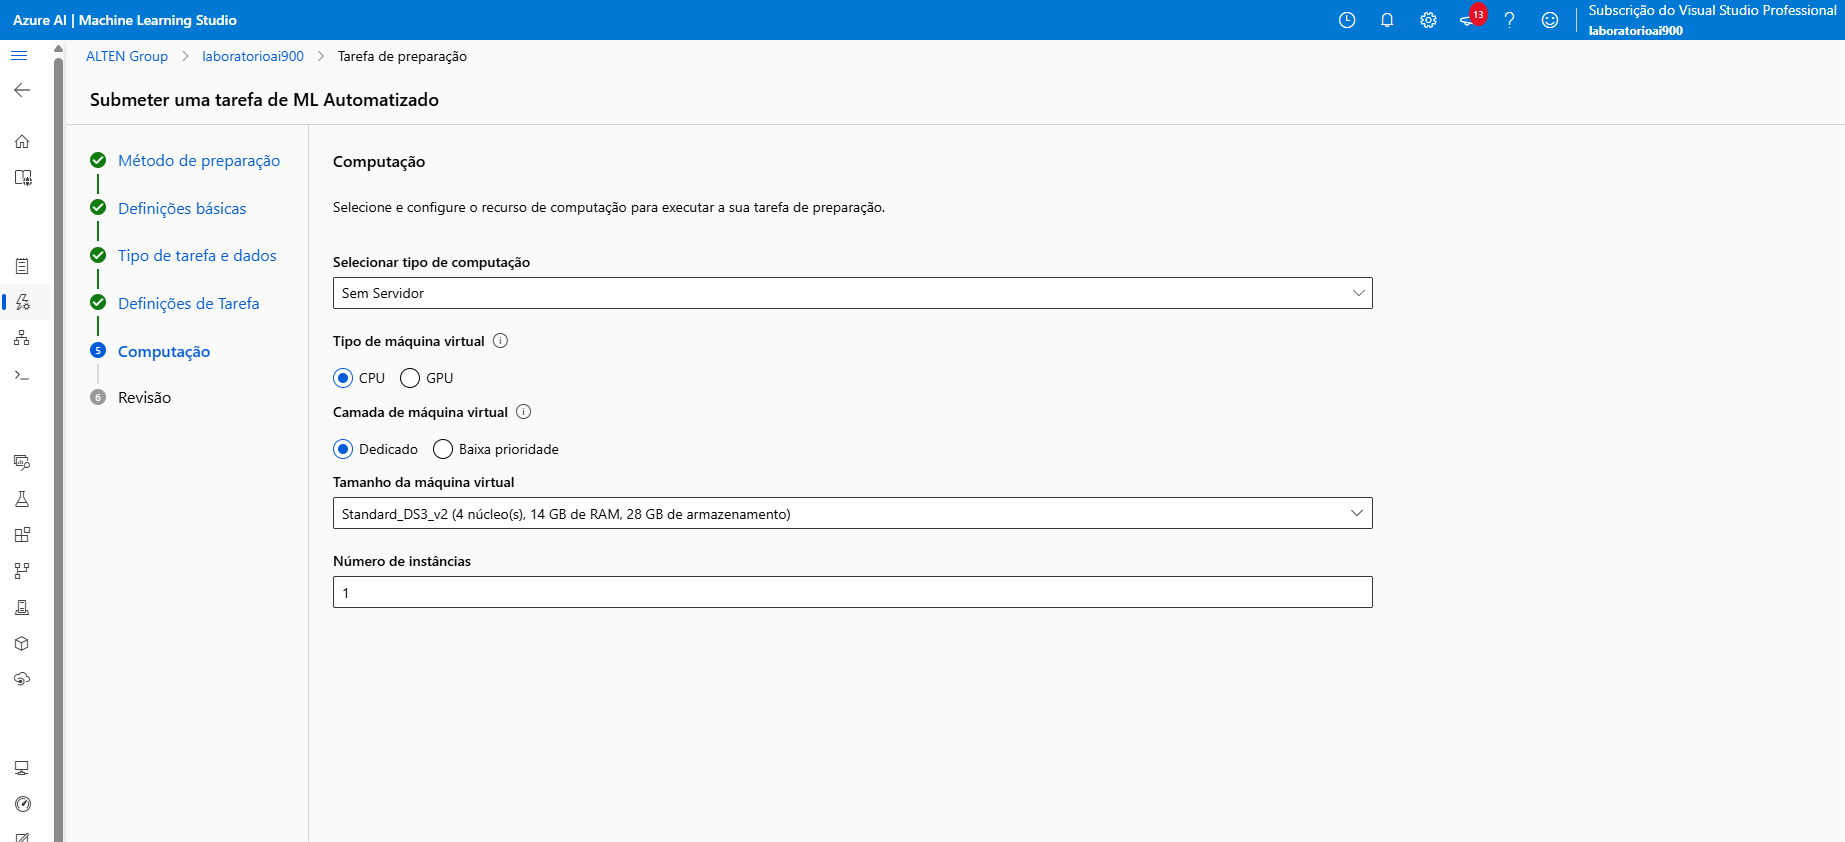 Azure AI | Machine Learning Studio
13
Subscrição do Visual Studio Professional
laboratorioai900
ALTEN Group > laboratorioai900 > Tarefa de preparação
Submeter uma tarefa de ML Automatizado
Método de preparação
Definições básicas
Tipo de tarefa e dados
Definições de Tarefa
5 Computação
6 Revisão
Computação
Selecione e configure o recurso de computação para executar a sua tarefa de preparação.
Selecionar tipo de computação
Sem Servidor
Tipo de máquina virtual
CPU GPU
Camada de máquina virtual
Dedicado Baixa prioridade
Tamanho da máquina virtual
Standard_DS3_v2 (4 núcleo(s), 14 GB de RAM, 28 GB de armazenamento)
Número de instâncias
1